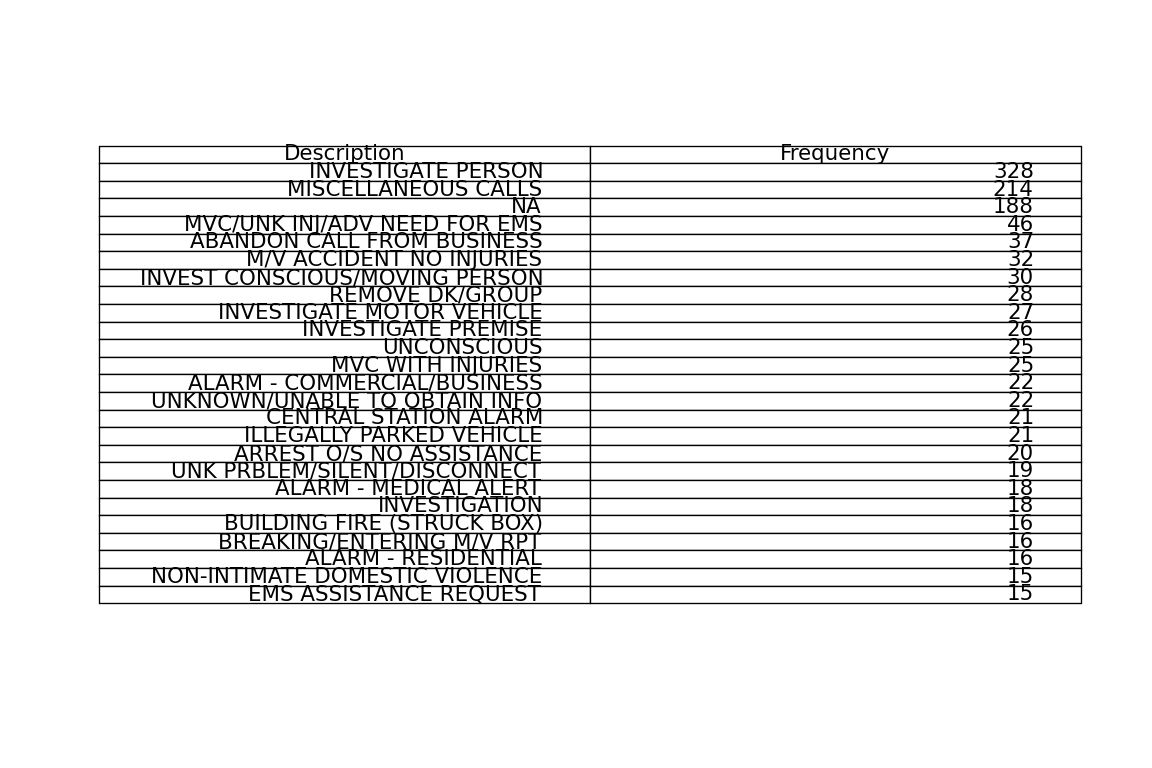 Description Frequency
INVESTIGATE PERSON 328
MISCELLANEOUS CALLS 214
NA 188
MVC/UNK INJ/ADV NEED FOR EMS 46
ABANDON CALL FROM BUSINESS 37
M/V ACCIDENT NO INJURIES 32
INVEST CONSCIOUS/MOVING PERSON 30
REMOVE DK/GROUP 28
INVESTIGATE MOTOR VEHICLE 27
INVESTIGATE PREMISE 26
UNCONSCIOUS 25
MVC WITH INJURIES 25
ALARM - COMMERCIAL/BUSINESS 22
UNKNOWN/UNABLE TO OBTAIN INFO 22
CENTRAL STATION ALARM 21
ILLEGALLY PARKED VEHICLE 21
ARREST O/S NO ASSISTANCE 20
UNK PRBLEM/SILENT/DISCONNECT 19
ALARM - MEDICAL ALERT 18
INVESTIGATION 18
BUILDING FIRE (STRUCK BOX) 16
BREAKING/ENTERING M/V RPT 16
ALARM - RESIDENTIAL 16
NON-INTIMATE DOMESTIC VIOLENCE 15
EMS ASSISTANCE REQUEST 15